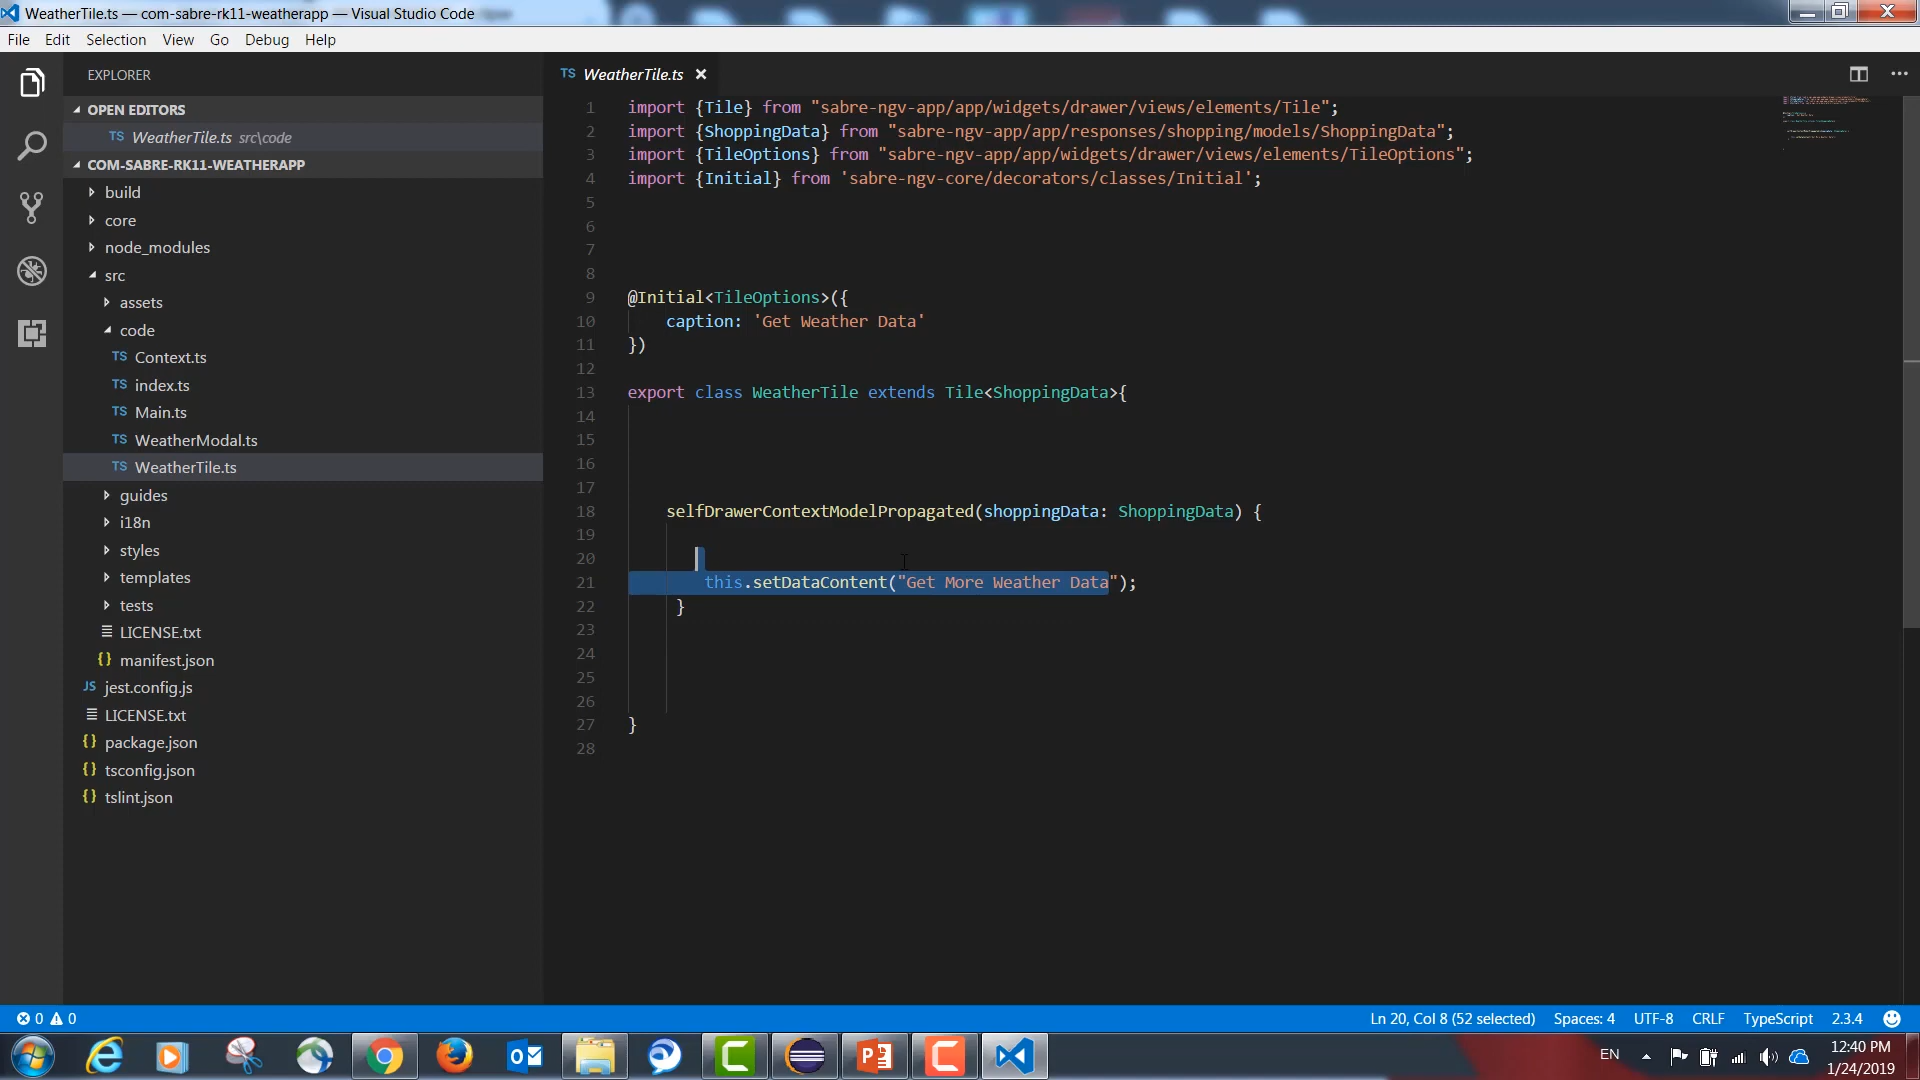 WeatherTile.ts — com-sabre-rk11-weatherapp — Visual Studio Code
File Edit Selection View Go Debug Help
EXPLORER
OPEN EDITORS
TS WeatherTile.ts src\code
COM-SABRE-RK11-WEATHERAPP
build
core
node_modules
src
assets
code
TS Context.ts
TS index.ts
TS Main.ts
TS WeatherModal.ts
TS WeatherTile.ts
guides
i18n
styles
templates
tests
LICENSE.txt
{} manifest.json
JS jest.config.js
LICENSE.txt
{} package.json
{} tsconfig.json
{} tslint.json
TS WeatherTile.ts
1 import {Tile} from "sabre-ngv-app/app/widgets/drawer/views/elements/Tile";
2 import {ShoppingData} from "sabre-ngv-app/app/responses/shopping/models/ShoppingData";
3 import {TileOptions} from "sabre-ngv-app/app/widgets/drawer/views/elements/TileOptions";
4 import {Initial} from 'sabre-ngv-core/decorators/classes/Initial';
5
6
7
8
9 @Initial<TileOptions>({
10 caption: 'Get Weather Data'
11 })
12
13 export class WeatherTile extends Tile<ShoppingData>{
14
15
16
17
18 selfDrawerContextModelPropagated(shoppingData: ShoppingData) {
19
20
21 this.setDataContent("Get More Weather Data");
22 }
23
24
25
26
27 }
28
0 0 Ln 20, Col 8 (52 selected) Spaces: 4 UTF-8 CRLF TypeScript 2.3.4
EN 12:40 PM
1/24/2019